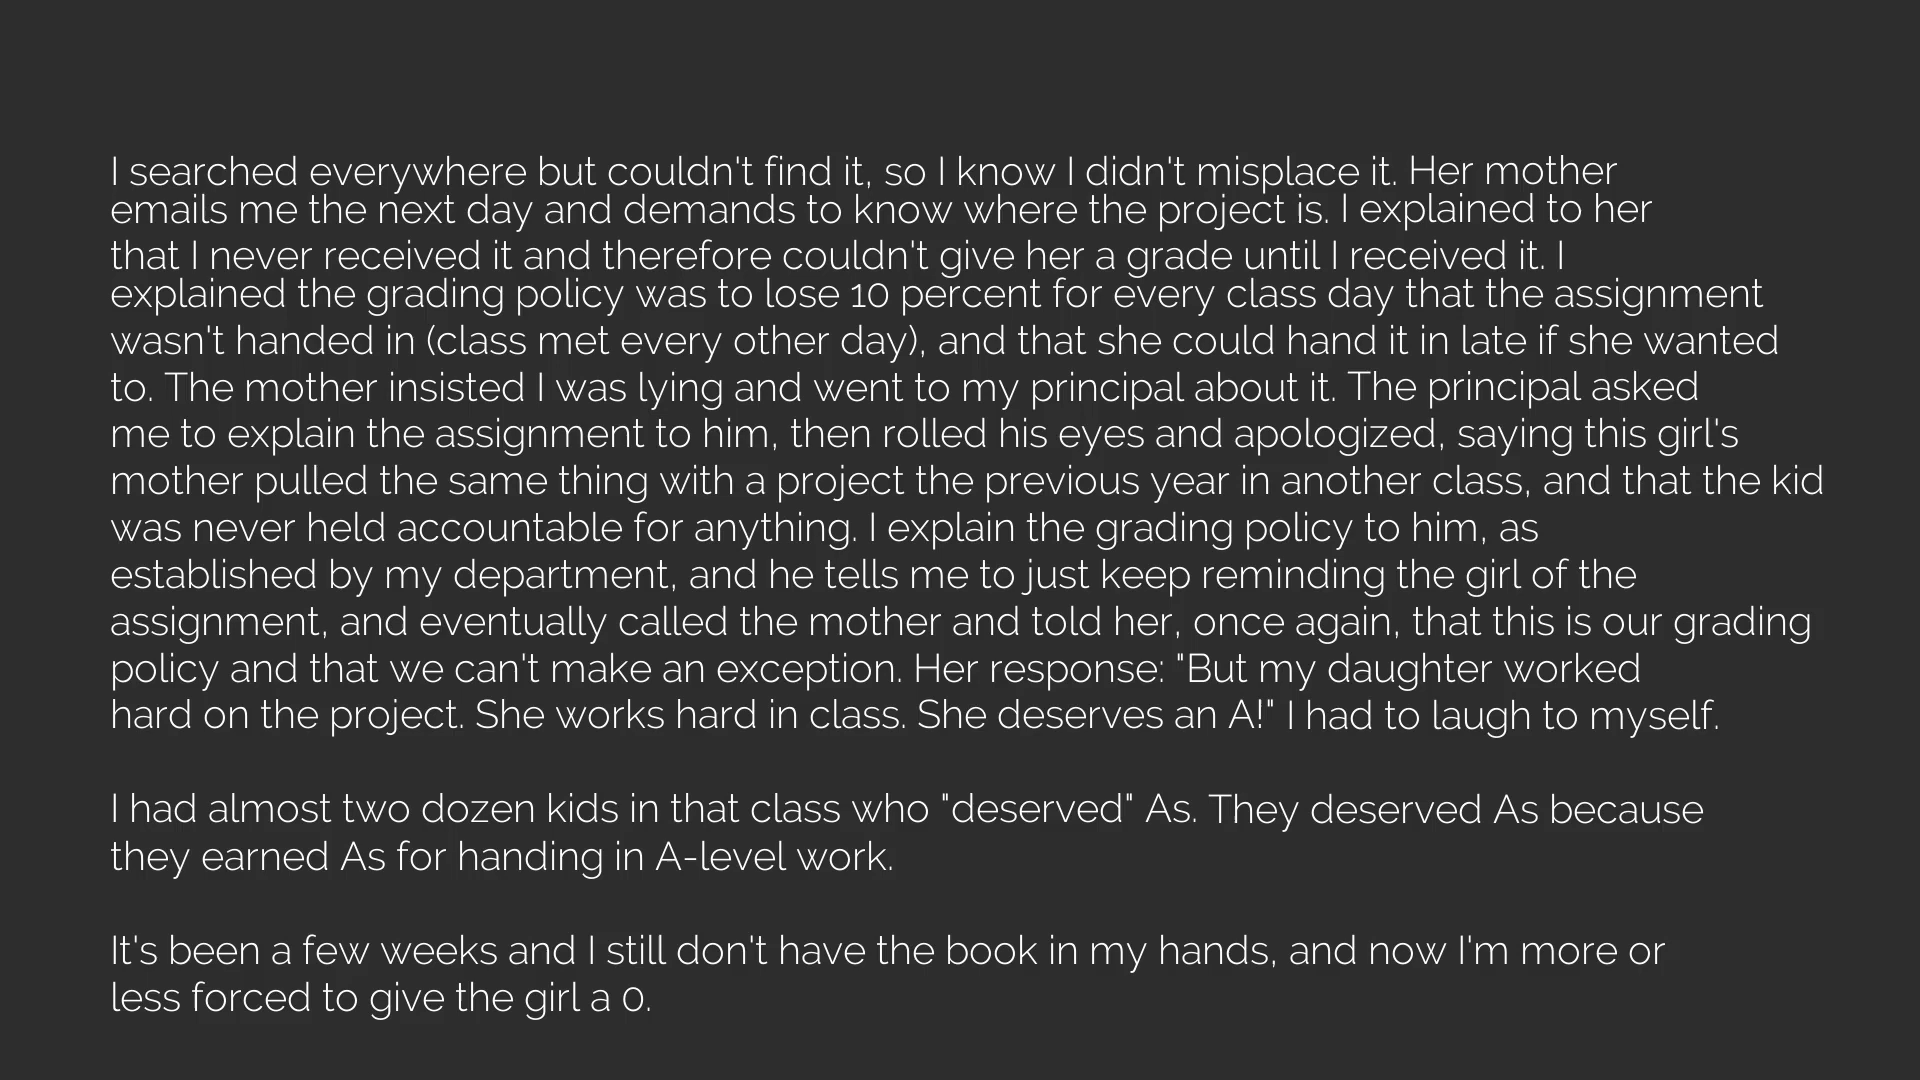 I searched everywhere but couldn't find it, so I know I didn't misplace it. Her mother
emails me the next day and demands to know where the project is. I explained to her
that I never received it and therefore couldn't give her a grade until I received it. I
explained the grading policy was to lose 10 percent for every class day that the assignment
wasn't handed in (class met every other day), and that she could hand it in late if she wanted
to. The mother insisted I was lying and went to my principal about it. The principal asked
me to explain the assignment to him, then rolled his eyes and apologized, saying this girl's
mother pulled the same thing with a project the previous year in another class, and that the kid
was never held accountable for anything. I explain the grading policy to him, as
established by my department, and he tells me to just keep reminding the girl of the
assignment, and eventually called the mother and told her, once again, that this is our grading
policy and that we can't make an exception. Her response: "But my daughter worked
hard on the project. She works hard in class. She deserves an A!" I had to laugh to myself.
I had almost two dozen kids in that class who "deserved" As. They deserved As because
they earned As for handing in A-level work.
It's been a few weeks and I still don't have the book in my hands, and now I'm more or
less forced to give the girl a 0.